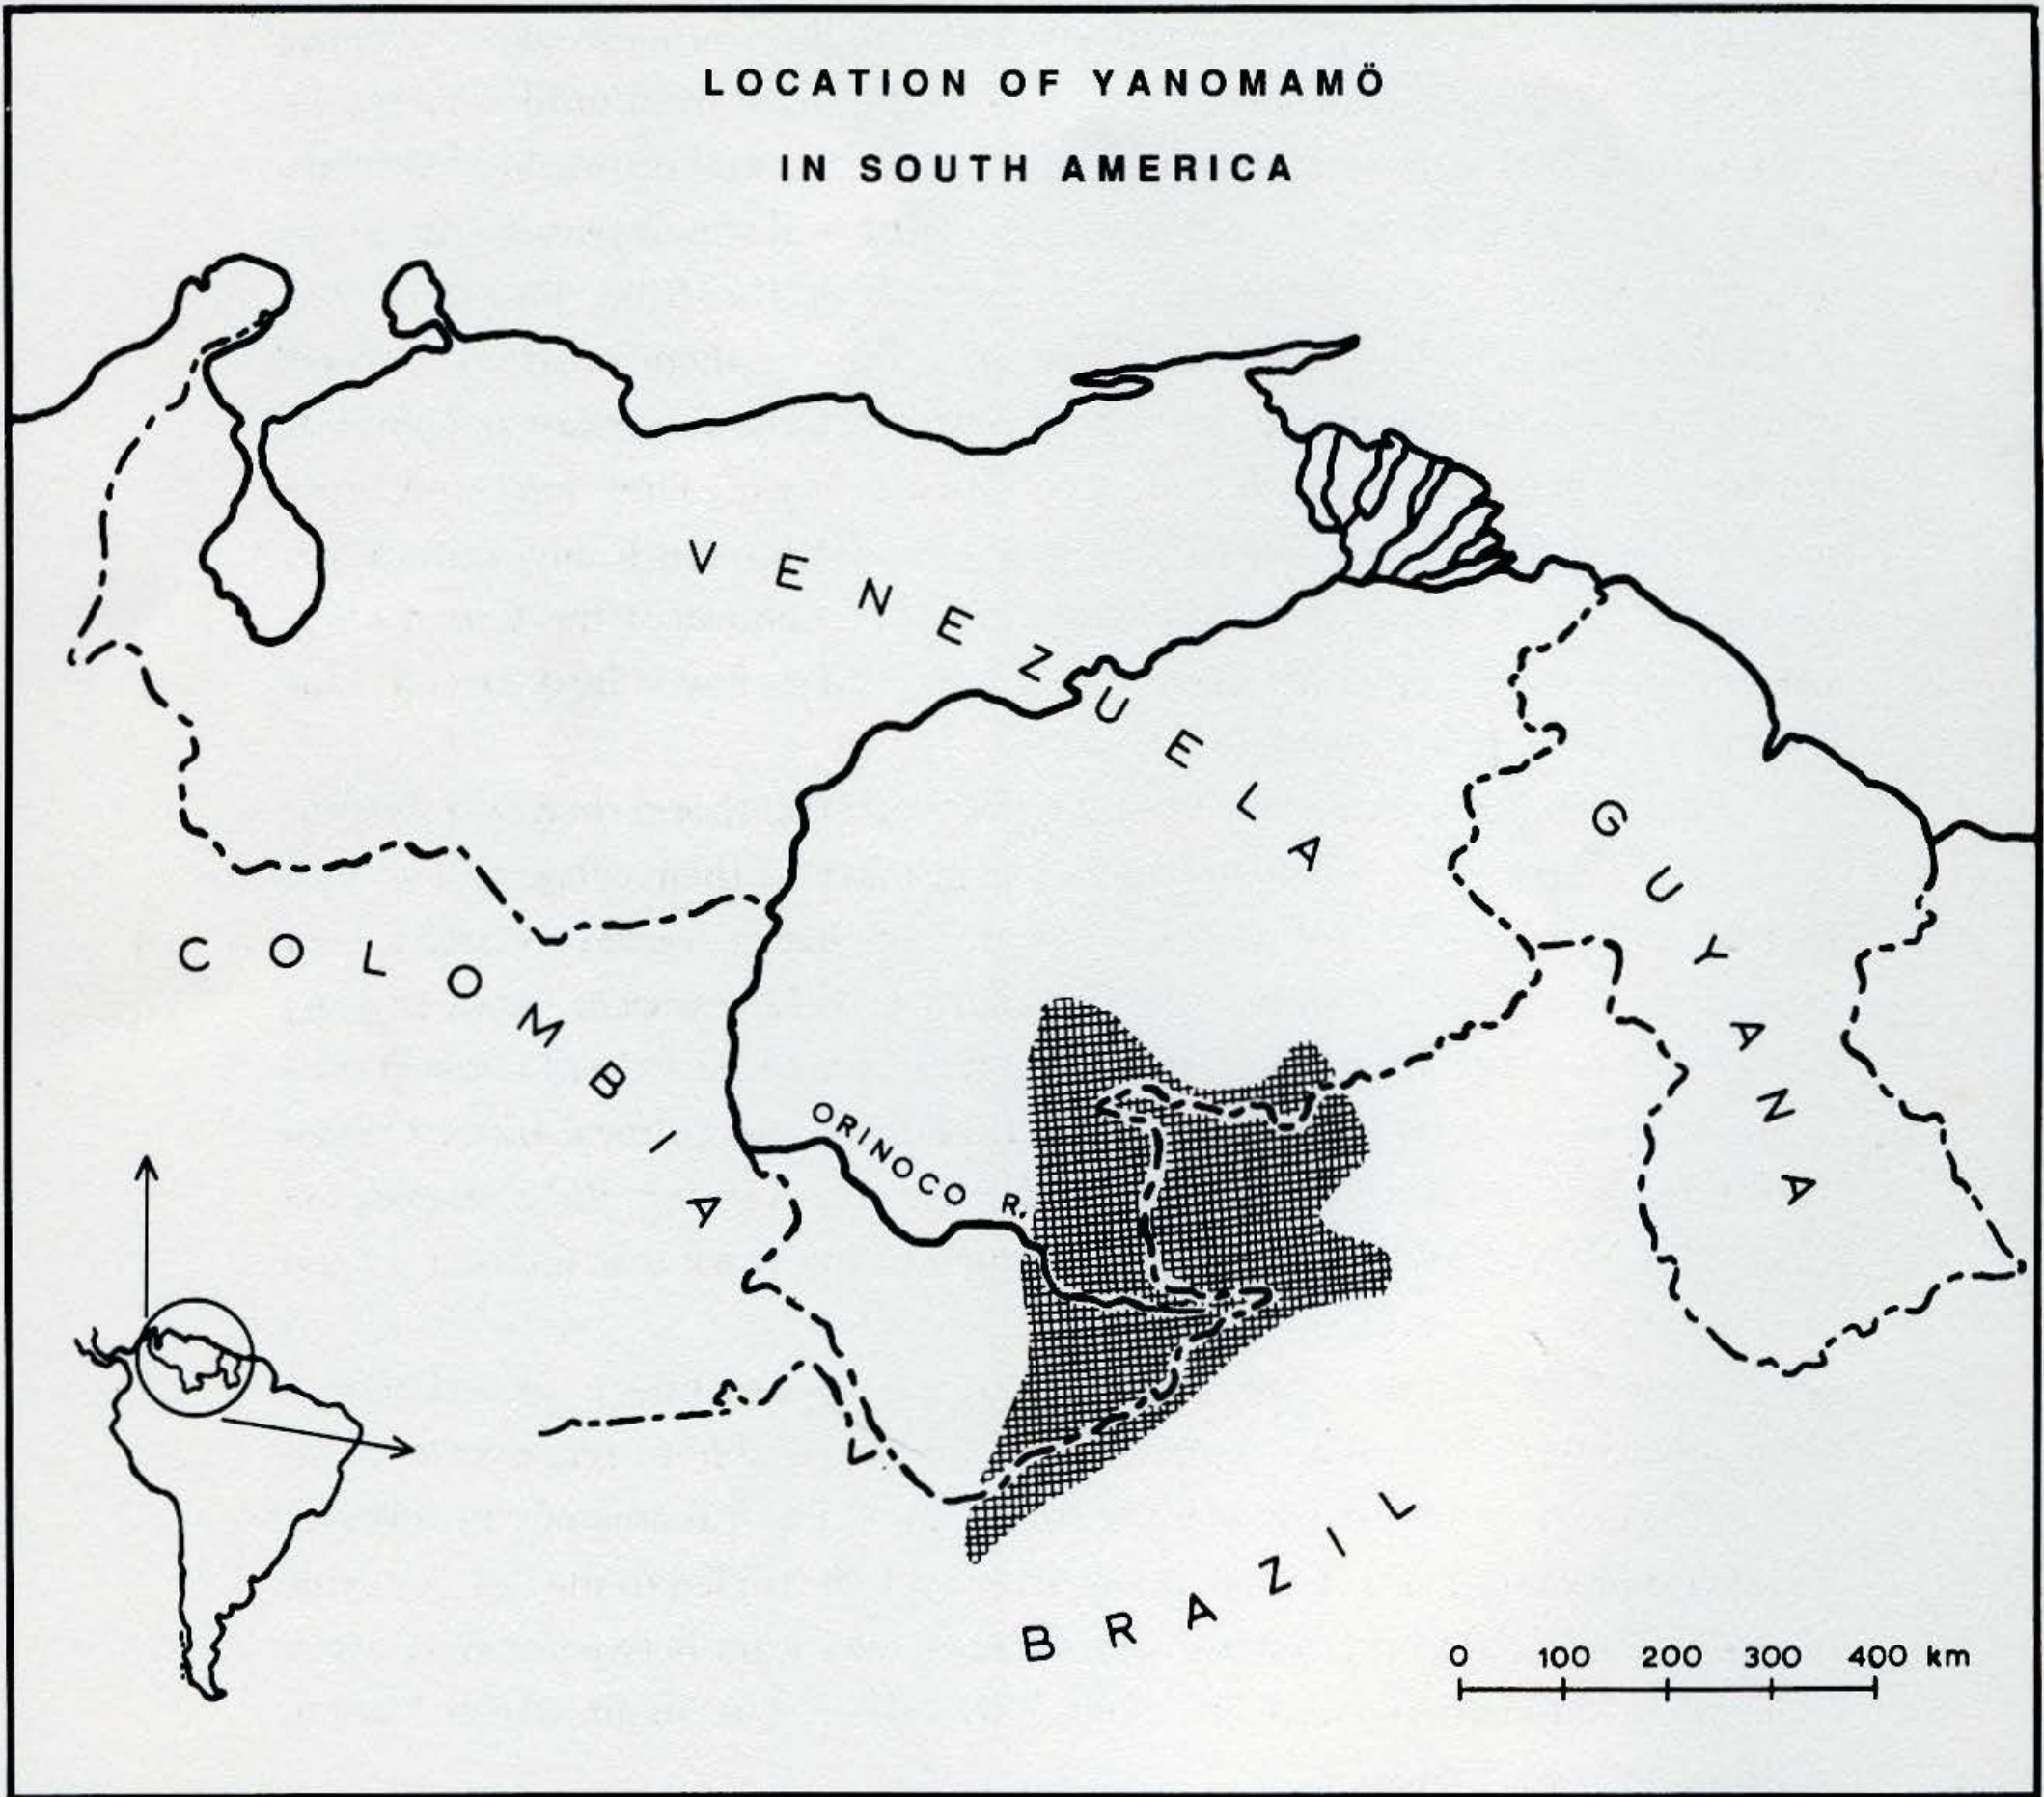 LOCATION OF YANOMAMÖ
IN SOUTH AMERICA
VENEZUELA
GUYANA
COLOMBIA
ORINOCO R.
BRAZIL
0 100 200 300 400 km